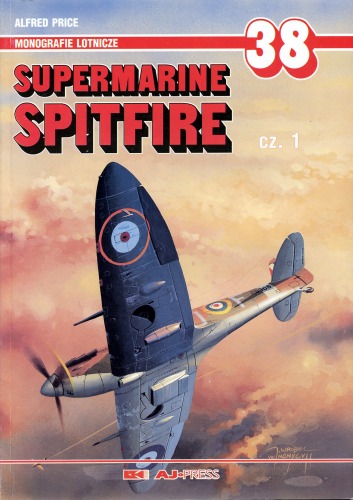 ALFRED PRICE
MONOGRAFIE LOTNICZE
38
SUPERMARINE
SPITFIRE
cz. 1
AJ-PRESS